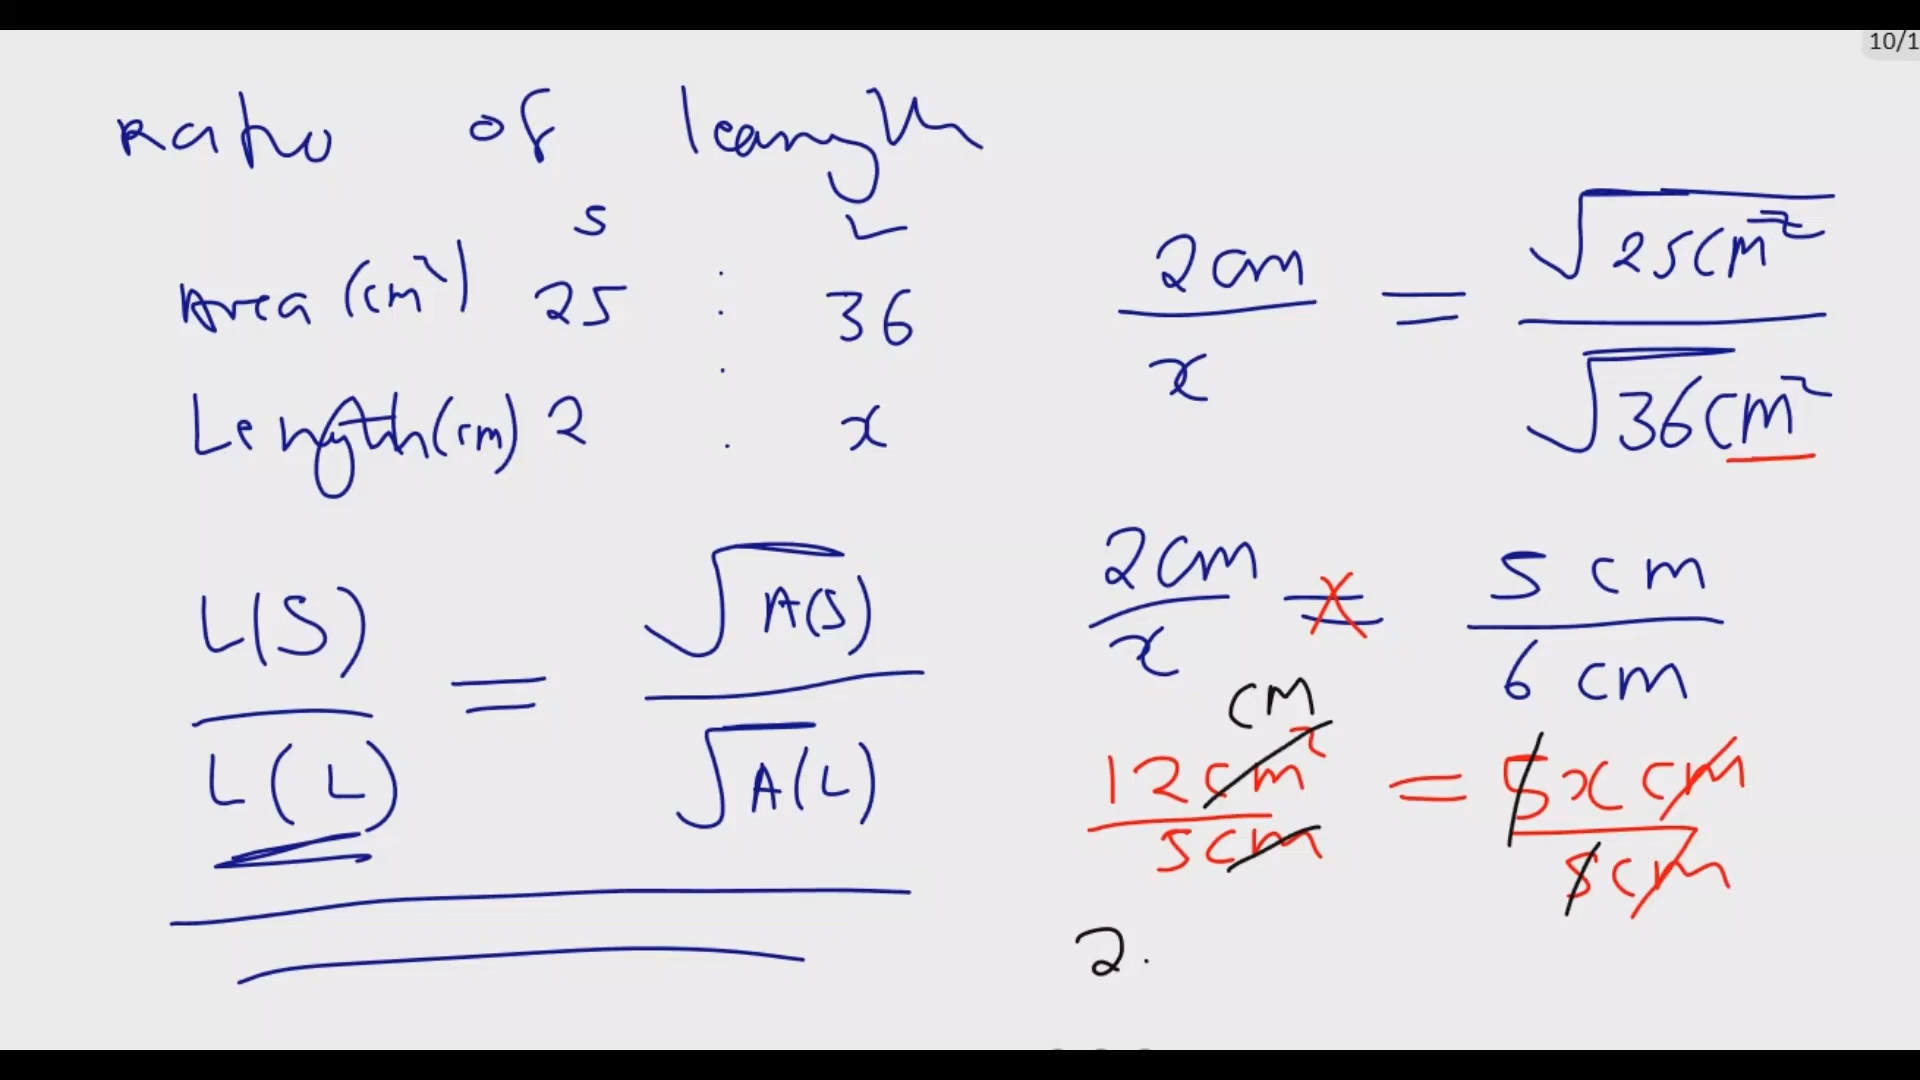 10/1
Ratio of leangth
S L
Area (cm²) 25 : 36
Length (cm) 2 : x
L(S) / L(L) = √A(S) / √A(L)
2cm / x = √25cm² / √36cm²
2cm / x = 5 cm / 6 cm
cm
12cm² / 5cm = 5x cm / 5cm
2.